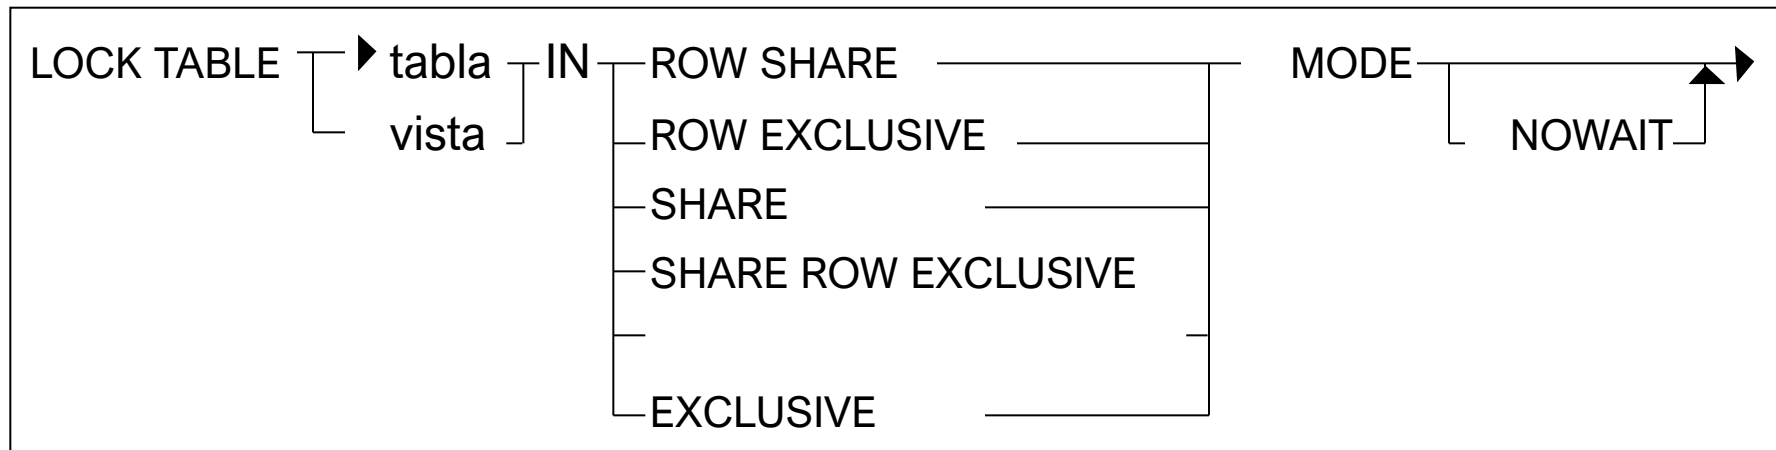 LOCK TABLE tabla IN ROW SHARE MODE
vista ROW EXCLUSIVE NOWAIT
SHARE
SHARE ROW EXCLUSIVE
EXCLUSIVE